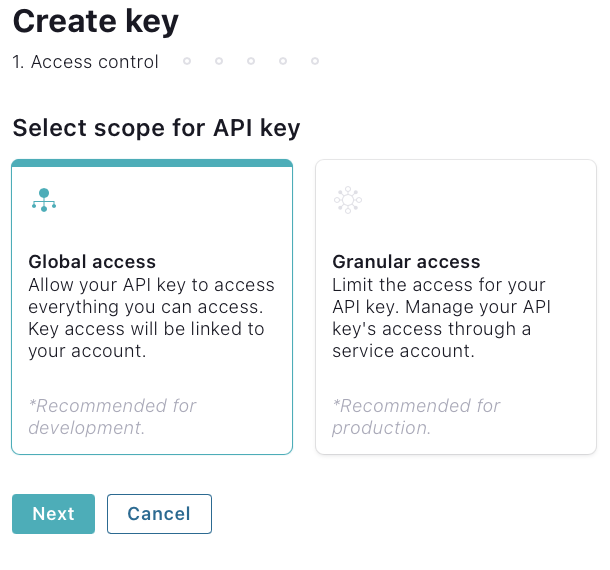 Create key
1. Access control
Select scope for API key
Global access
Allow your API key to access
everything you can access.
Key access will be linked to
your account.
*Recommended for
development.
Granular access
Limit the access for your
API key. Manage your API
key's access through a
service account.
*Recommended for
production.
Next
Cancel